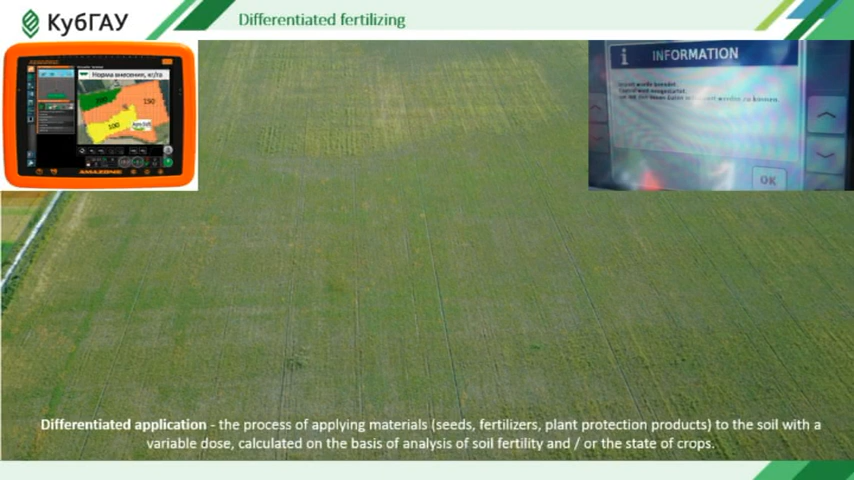 КубГАУ
Differentiated fertilizing
AMAZONE
Норма внесения, кг/га
150
100
AMAZONE
INFORMATION
OK
Differentiated application - the process of applying materials (seeds, fertilizers, plant protection products) to the soil with a
variable dose, calculated on the basis of analysis of soil fertility and / or the state of crops.